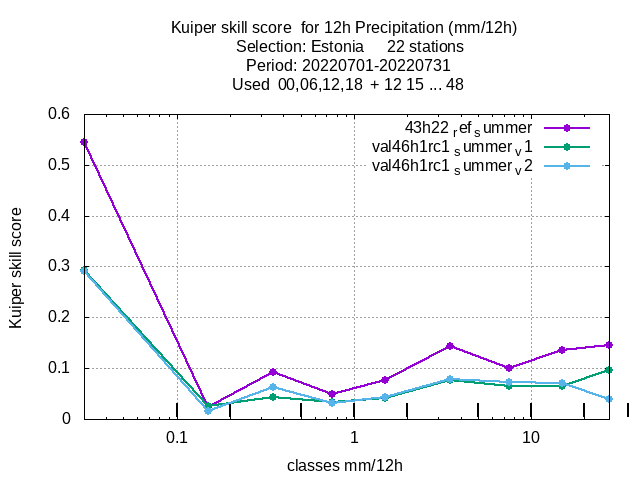 Kuiper skill score  for 12h Precipitation (mm/12h)
Selection: Estonia     22 stations
Period: 20220701-20220731
Used  00,06,12,18  + 12 15 ... 48
43h22 ref summer
val46h1rc1 summer v1
val46h1rc1 summer v2
0.6
0.5
0.4
0.3
0.2
0.1
0
Kuiper skill score
0.1
1
10
classes mm/12h